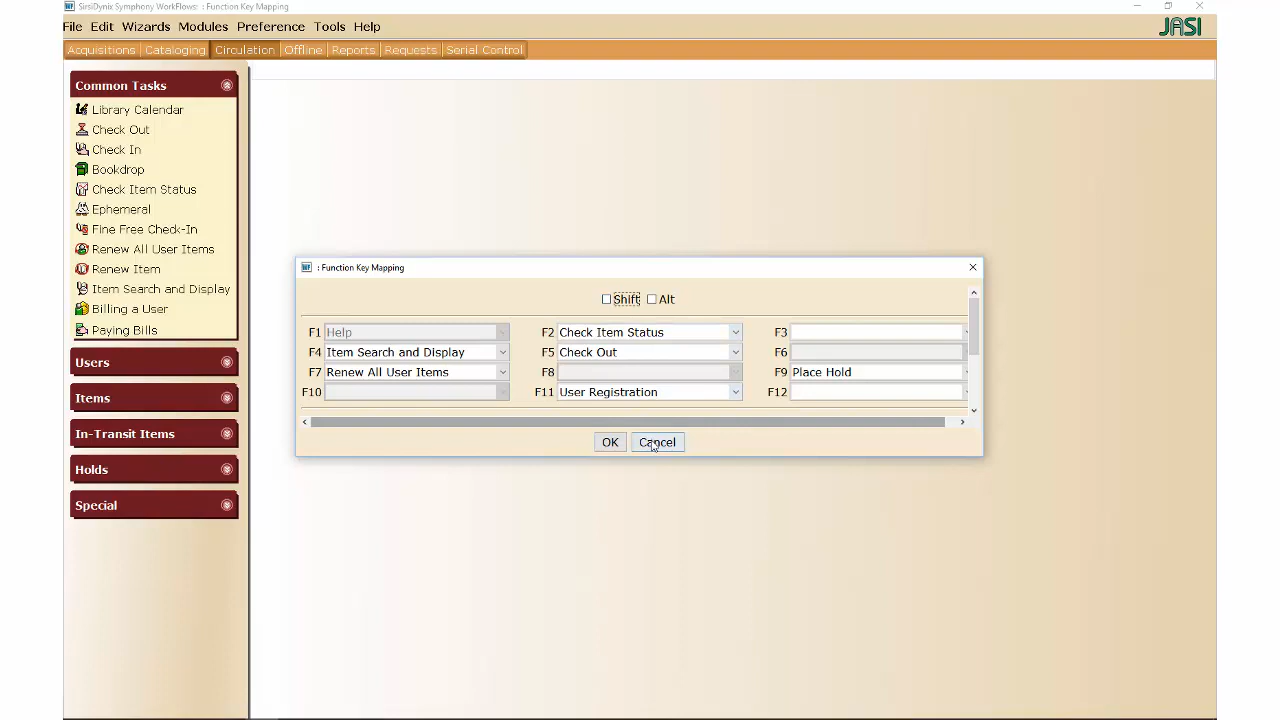 SirsiDynix Symphony WorkFlows: : Function Key Mapping
File Edit Wizards Modules Preference Tools Help
JASI
Acquisitions Cataloging Circulation Offline Reports Requests Serial Control
Common Tasks
Library Calendar
Check Out
Check In
Bookdrop
Check Item Status
Ephemeral
Fine Free Check-In
Renew All User Items
Renew Item
Item Search and Display
Billing a User
Paying Bills
Users
Items
In-Transit Items
Holds
Special
: Function Key Mapping
Shift Alt
F1 Help F2 Check Item Status F3
F4 Item Search and Display F5 Check Out F6
F7 Renew All User Items F8 F9 Place Hold
F10 F11 User Registration F12
OK Cancel